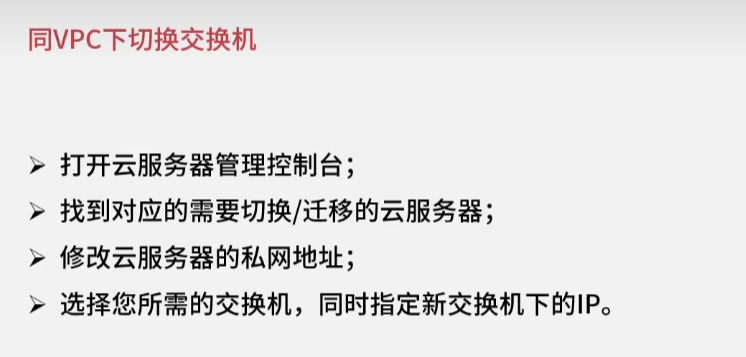 同VPC下切换交换机
➢ 打开云服务器管理控制台；
➢ 找到对应的需要切换/迁移的云服务器；
➢ 修改云服务器的私网地址；
➢ 选择您所需的交换机，同时指定新交换机下的IP。